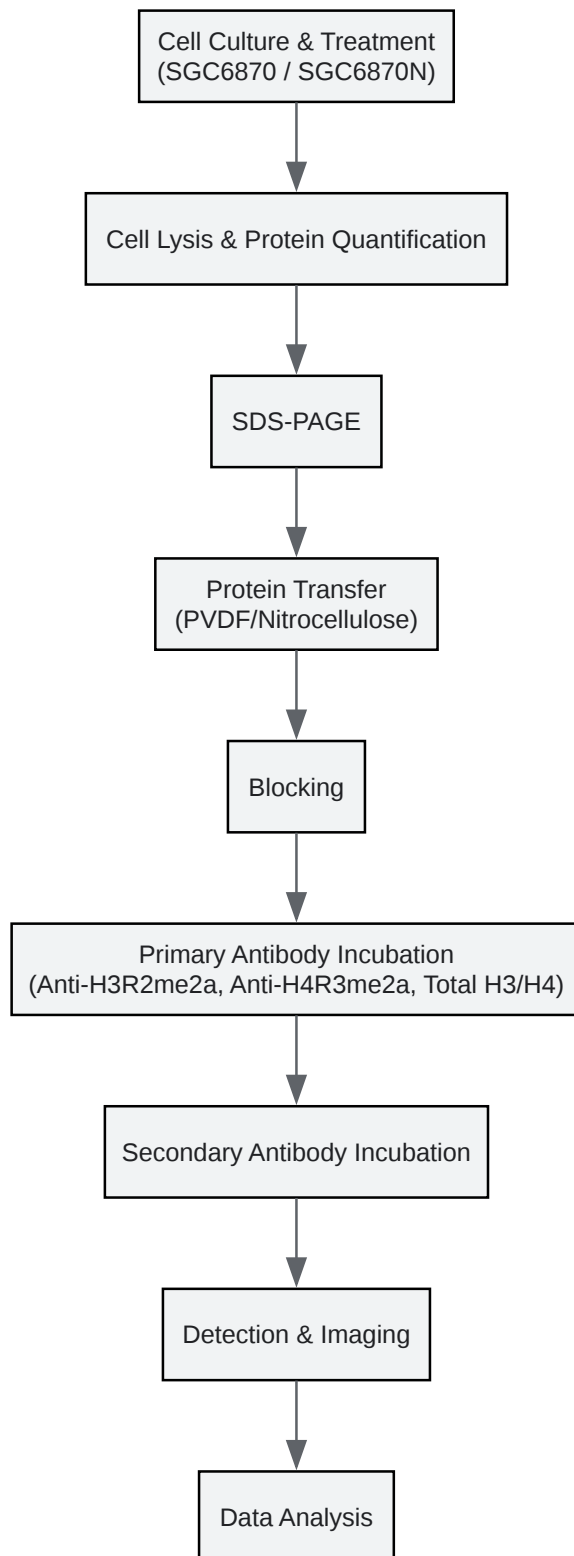 Cell Culture & Treatment
(SGC6870 / SGC6870N)
Cell Lysis & Protein Quantification
SDS-PAGE
Protein Transfer
(PVDF/Nitrocellulose)
Blocking
Primary Antibody Incubation
(Anti-H3R2me2a, Anti-H4R3me2a, Total H3/H4)
Secondary Antibody Incubation
Detection & Imaging
Data Analysis